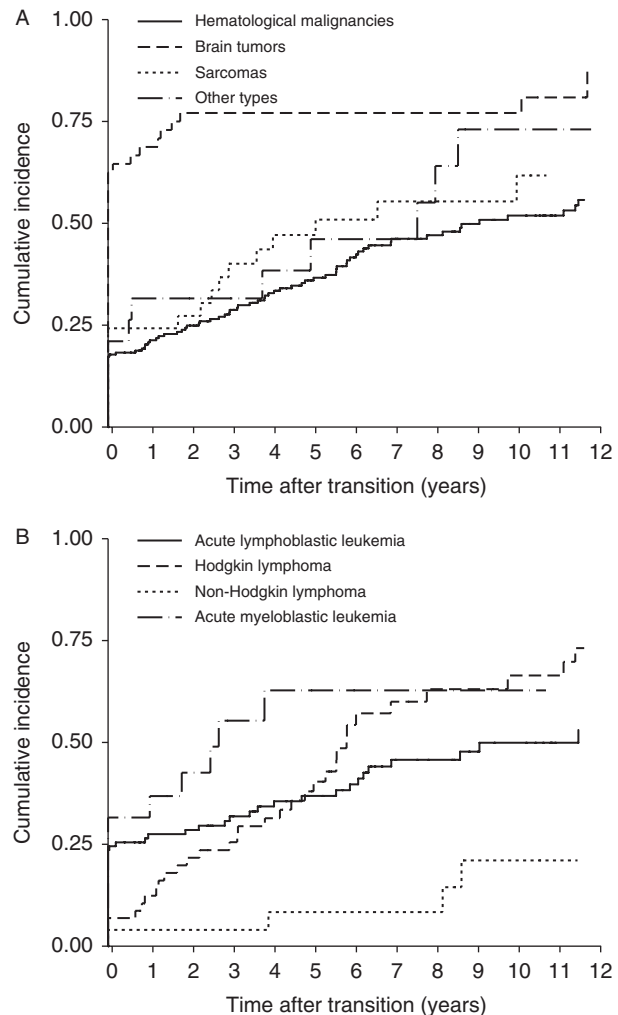 A
Hematological malignancies
Brain tumors
Sarcomas
Other types
1.00
0.75
0.50
0.25
0.00
Cumulative incidence
0 1 2 3 4 5 6 7 8 9 10 11 12
Time after transition (years)
B
Acute lymphoblastic leukemia
Hodgkin lymphoma
Non-Hodgkin lymphoma
Acute myeloblastic leukemia
1.00
0.75
0.50
0.25
0.00
Cumulative incidence
0 1 2 3 4 5 6 7 8 9 10 11 12
Time after transition (years)